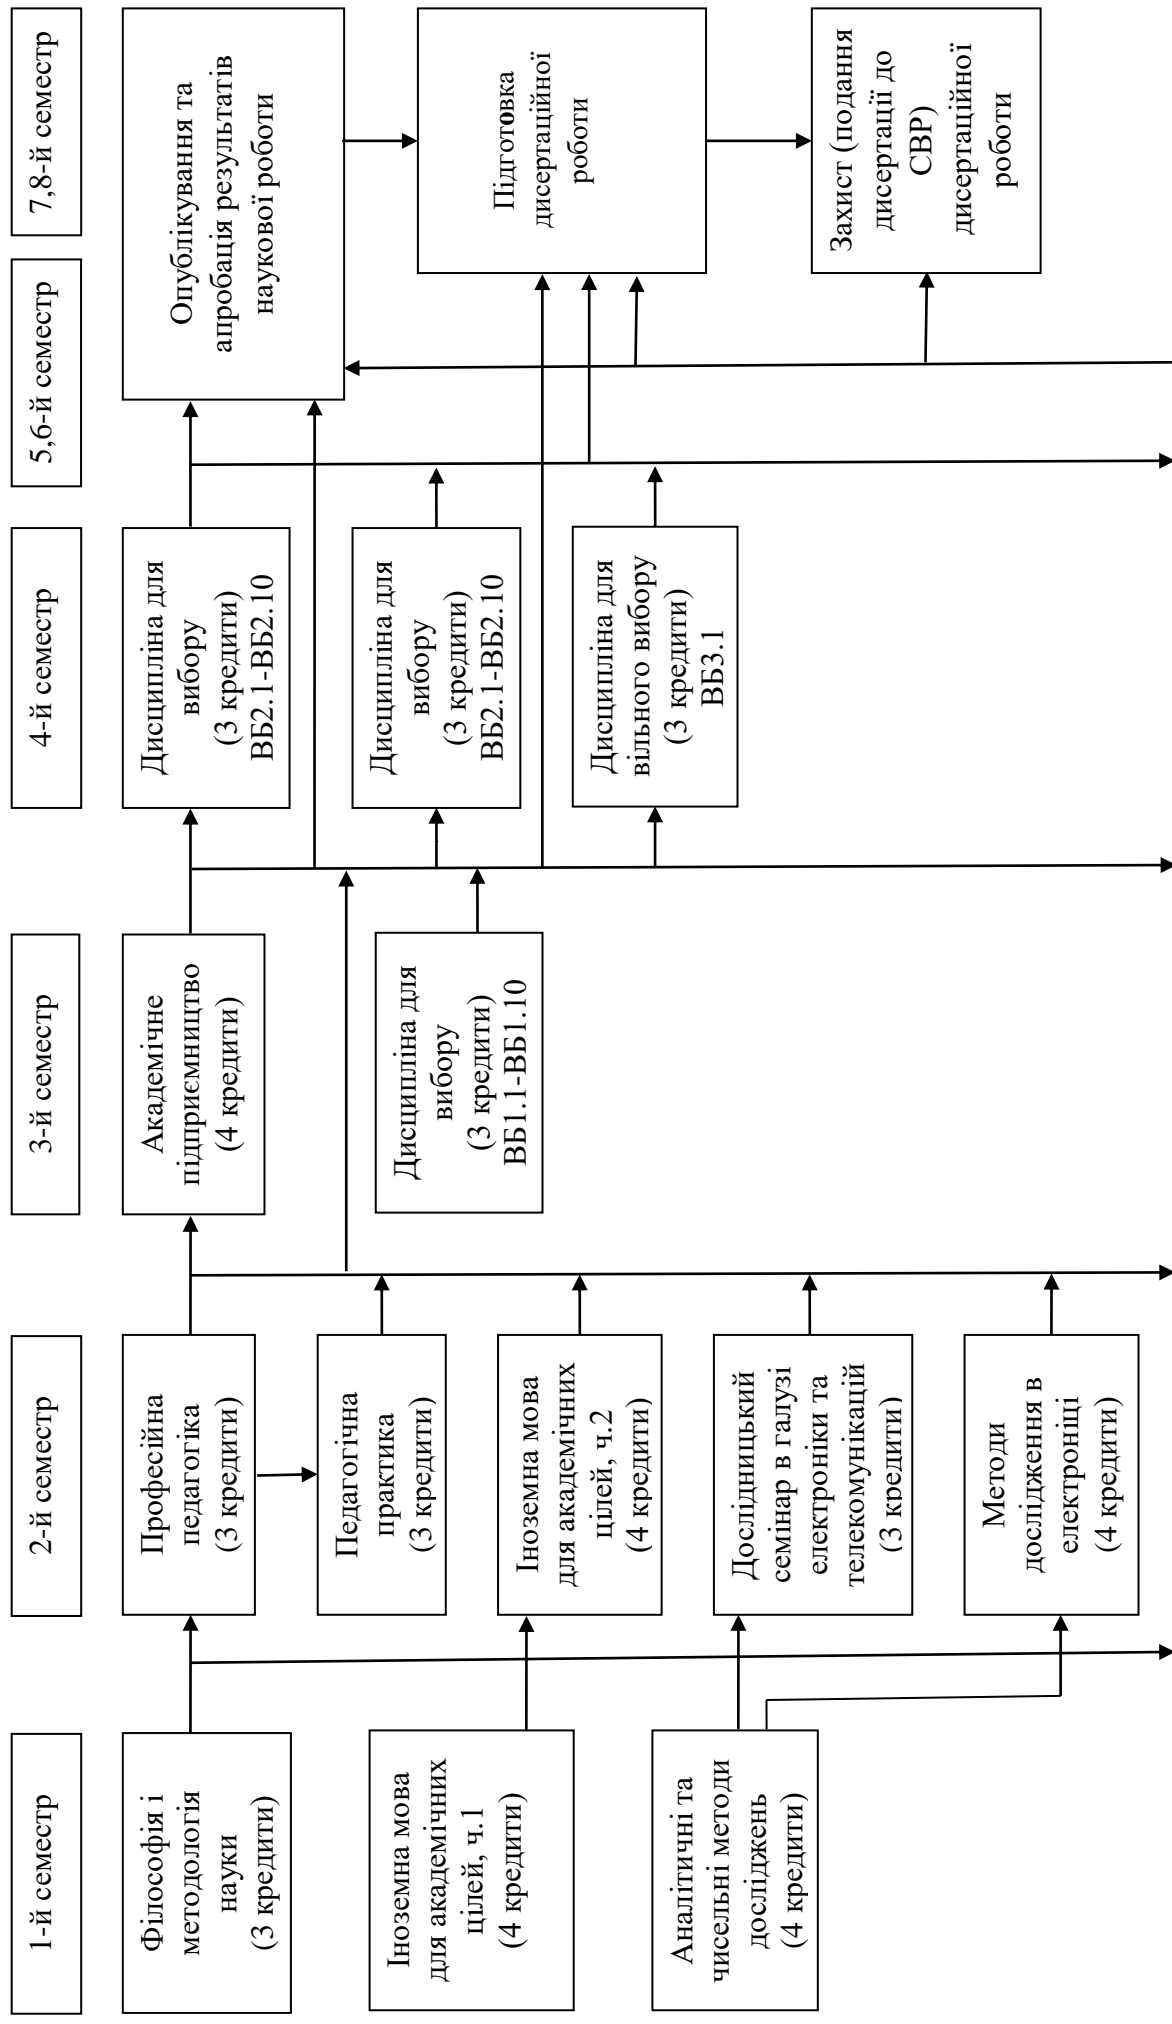 1-й семестр
2-й семестр
3-й семестр
4-й семестр
5,6-й семестр
7,8-й семестр
Філософія і
методологія
науки
(3 кредити)
Іноземна мова
для академічних
цілей, ч.1
(4 кредити)
Аналітичні та
чисельні методи
досліджень
(4 кредити)
Професійна
педагогіка
(3 кредити)
Педагогічна
практика
(3 кредити)
Іноземна мова
для академічних
цілей, ч.2
(4 кредити)
Дослідницький
семінар в галузі
електроніки та
телекомунікацій
(3 кредити)
Методи
дослідження в
електроніці
(4 кредити)
Академічне
підприємництво
(4 кредити)
Дисципліна для
вибору
(3 кредити)
ВБ1.1-ВБ1.10
Дисципліна для
вибору
(3 кредити)
ВБ2.1-ВБ2.10
Дисципліна для
вибору
(3 кредити)
ВБ2.1-ВБ2.10
Дисципліна для
вільного вибору
(3 кредити)
ВБ3.1
Опублікування та
апробація результатів
наукової роботи
Підготовка
дисертаційної
роботи
Захист (подання
дисертації до
СВР)
дисертаційної
роботи